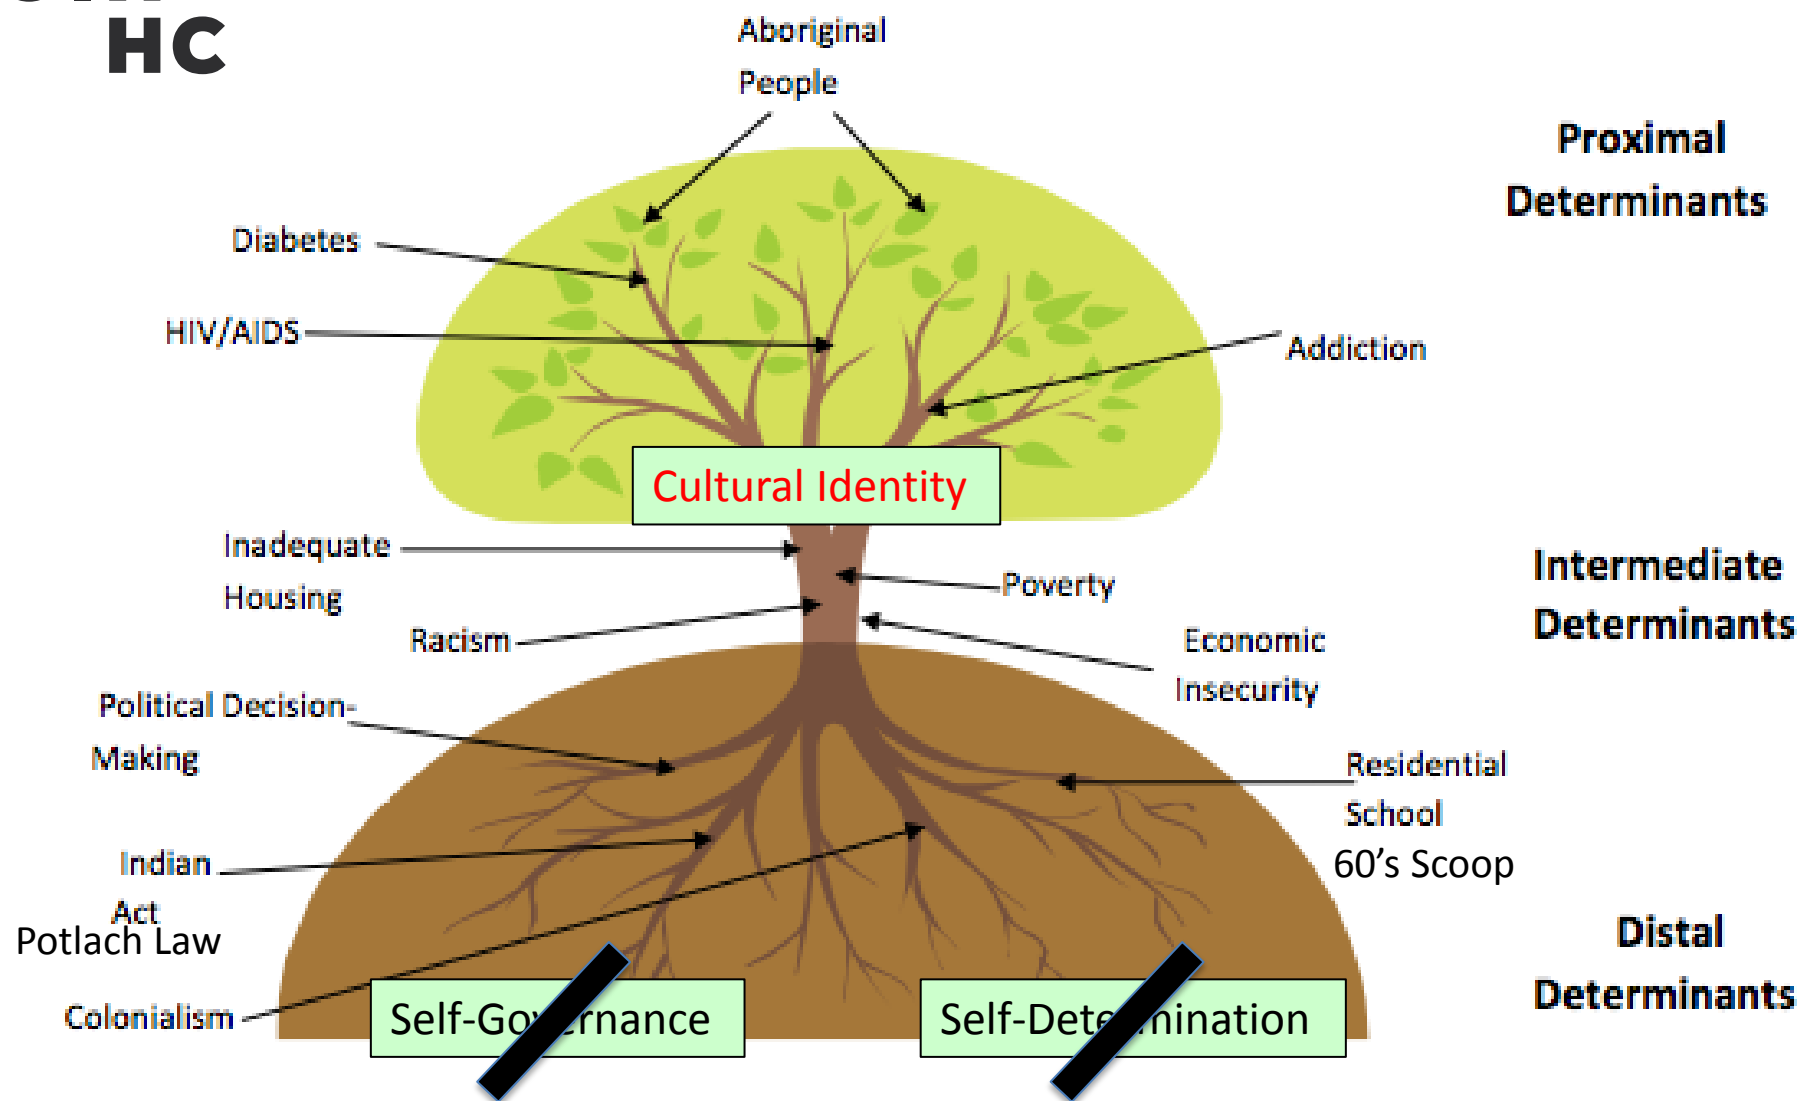 HC
Aboriginal
People
Proximal
Determinants
Diabetes
HIV/AIDS
Addiction
Cultural Identity
Inadequate
Housing
Poverty
Racism
Economic
Insecurity
Intermediate
Determinants
Political Decision-
Making
Residential
School
60's Scoop
Indian
Act
Potlach Law
Colonialism
Self-Governance
Self-Determination
Distal
Determinants